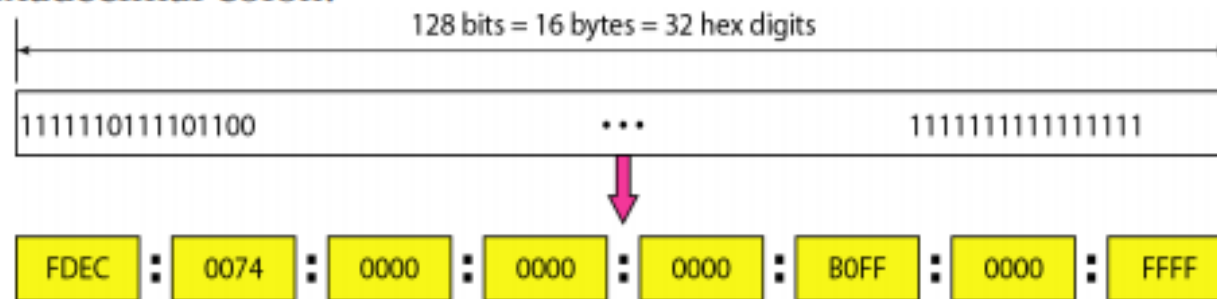 128 bits = 16 bytes = 32 hex digits
1111110111101100 ... 1111111111111111
FDEC : 0074 : 0000 : 0000 : 0000 : B0FF : 0000 : FFFF